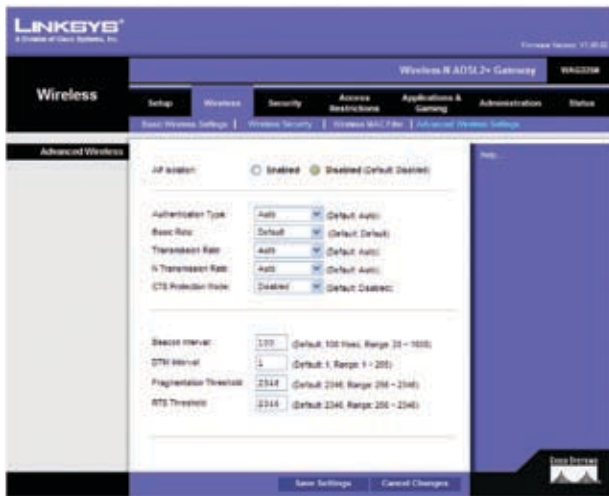 LINKSYS®
A Division of Cisco Systems, Inc.
Firmware Version: V1.00.02
Wireless-N ADSL2+ Gateway
Wireless
Setup
Wireless
Security
Access Restrictions
Applications & Gaming
Administration
Status
Basic Wireless Settings | Wireless Security | Wireless MAC Filter | Advanced Wireless Settings
Advanced Wireless
Help...
AP Isolation: Enabled Disabled (Default: Disabled)
Authentication Type: Auto (Default: Auto)
Basic Rate: Default (Default: Default)
Transmission Rate: Auto (Default: Auto)
N Transmission Rate: Auto (Default: Auto)
CTS Protection Mode: Disabled (Default: Disabled)
Beacon Interval: 100 (Default: 100 Msec, Range: 20 ~ 1000)
DTIM Interval: 1 (Default: 1, Range: 1 ~ 255)
Fragmentation Threshold: 2346 (Default: 2346, Range: 256 ~ 2346)
RTS Threshold: 2346 (Default: 2346, Range: 256 ~ 2346)
Save Settings
Cancel Changes
CISCO SYSTEMS